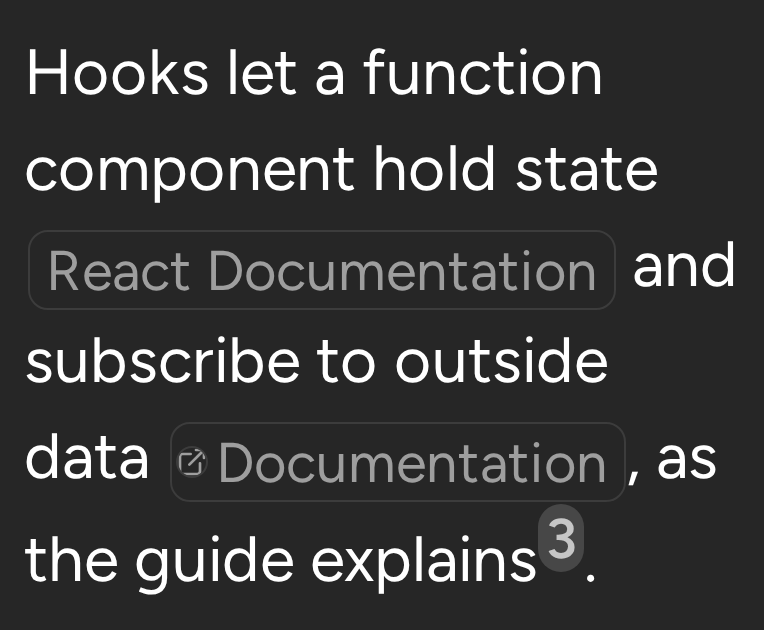 Hooks let a function
component hold state
React Documentation and
subscribe to outside
data Documentation, as
the guide explains3.